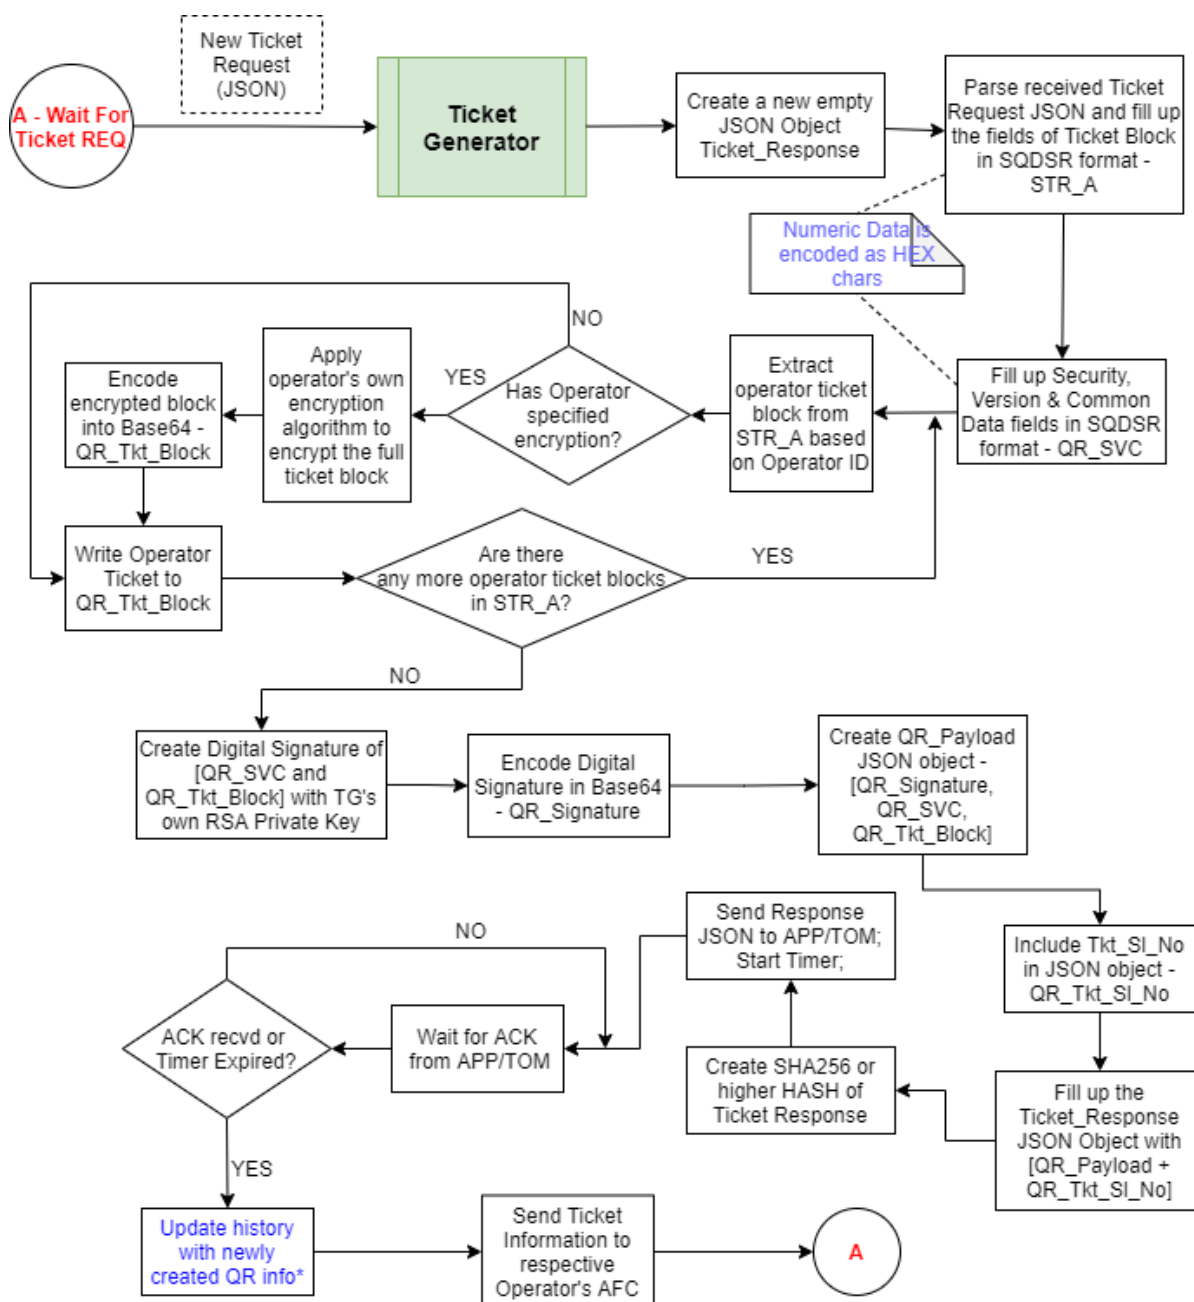 A - Wait For
Ticket REQ
New Ticket
Request
(JSON)
Ticket
Generator
Create a new empty
JSON Object
Ticket_Response
Parse received Ticket
Request JSON and fill up
the fields of Ticket Block
in SQDSR format -
STR_A
Numeric Data is
encoded as HEX
chars
Fill up Security,
Version & Common
Data fields in SQDSR
format - QR_SVC
Extract
operator ticket
block from
STR_A based
on Operator ID
Has Operator
specified
encryption?
NO
YES
Apply
operator's own
encryption
algorithm to
encrypt the full
ticket block
Encode
encrypted block
into Base64 -
QR_Tkt_Block
Write Operator
Ticket to
QR_Tkt_Block
Are there
any more operator ticket blocks
in STR_A?
YES
NO
Create Digital Signature of
[QR_SVC and
QR_Tkt_Block] with TG's
own RSA Private Key
Encode Digital
Signature in Base64
- QR_Signature
Create QR_Payload
JSON object -
[QR_Signature,
QR_SVC,
QR_Tkt_Block]
Include Tkt_Sl_No
in JSON object -
QR_Tkt_Sl_No
Fill up the
Ticket_Response
JSON Object with
[QR_Payload +
QR_Tkt_Sl_No]
Create SHA256 or
higher HASH of
Ticket Response
Send Response
JSON to APP/TOM;
Start Timer;
Wait for ACK
from APP/TOM
ACK recvd or
Timer Expired?
NO
YES
Update history
with newly
created QR info*
Send Ticket
Information to
respective
Operator's AFC
A